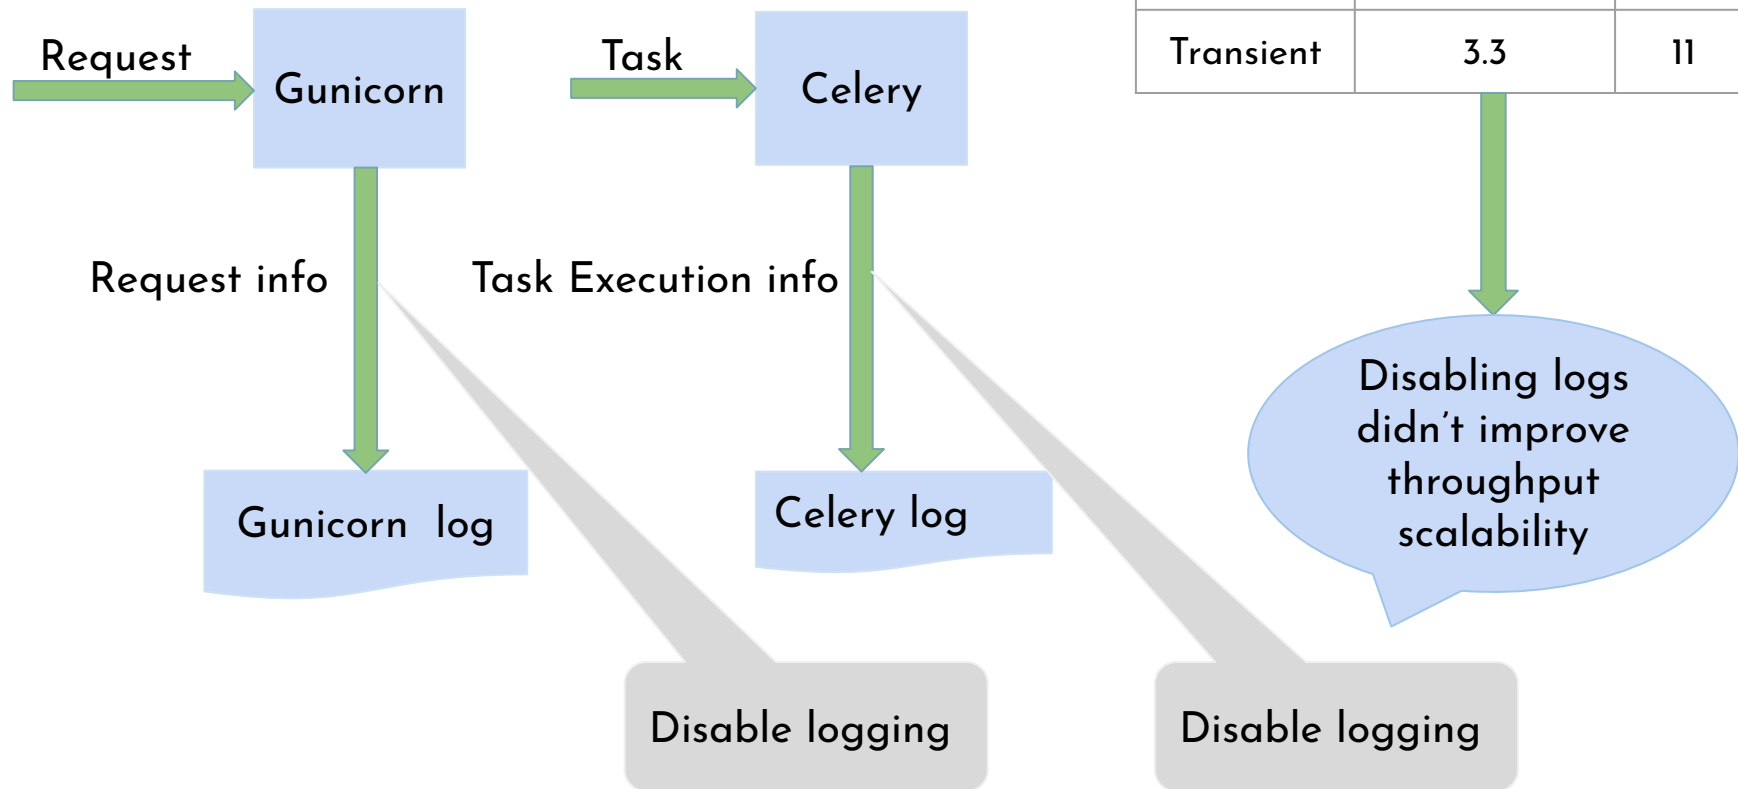 Request
Gunicorn
Task
Celery
Transient 3.3 11
Request info
Task Execution info
Gunicorn log
Celery log
Disabling logs
didn't improve
throughput
scalability
Disable logging
Disable logging